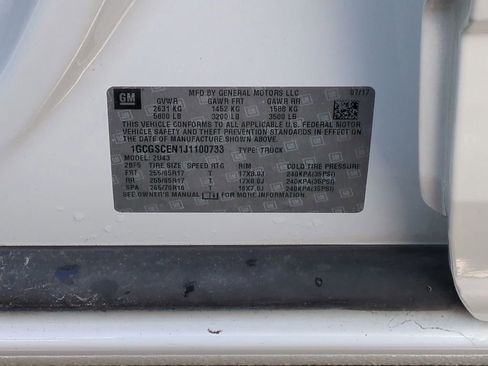 MFD BY GENERAL MOTORS LLC 07/17
GM GVWR GAWR FRT GAWR RR
2631 KG 1452 KG 1588 KG
5800 LB 3200 LB 3500 LB
THIS VEHICLE CONFORMS TO ALL APPLICABLE U.S. FEDERAL MOTOR
VEHICLE SAFETY, BUMPER, AND THEFT PREVENTION STANDARDS IN EFFECT ON THE
DATE OF MANUFACTURE SHOWN ABOVE.
1GCGSCEN1J1100733 TYPE: TRUCK
MODEL: 2U43
2BFS TIRE SIZE SPEED RTG RIM COLD TIRE PRESSURE
FRT 255/65R17 T 17X8.0J 240KPA(35PSI)
RR 255/65R17 T 17X8.0J 240KPA(35PSI)
SPA 265/70R16 T 16X7.0J 240KPA(35PSI)
SEE OWNER'S MANUAL FOR MORE INFORMATION.